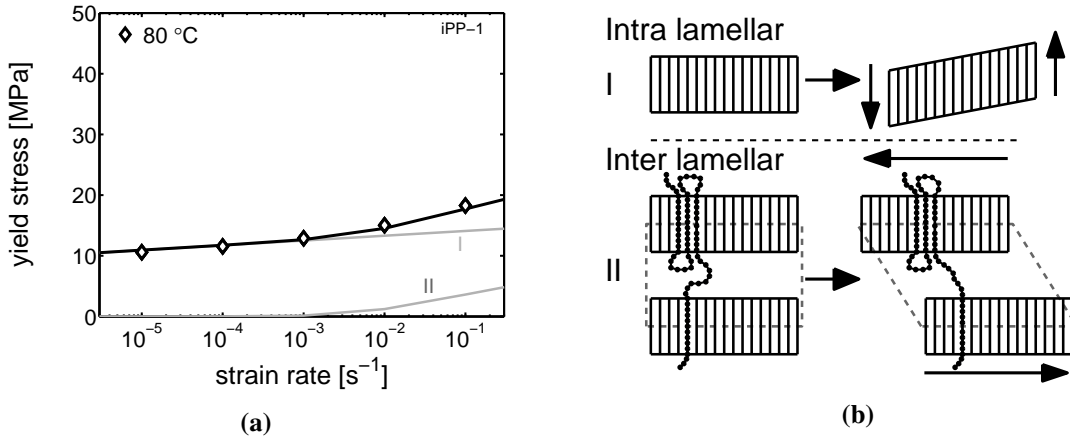 iPP−1
80 °C
50
40
30
20
10
0
yield stress [MPa]
I
II
10−5
10−4
10−3
10−2
10−1
strain rate [s−1]
(a)
Intra lamellar
I
Inter lamellar
II
(b)